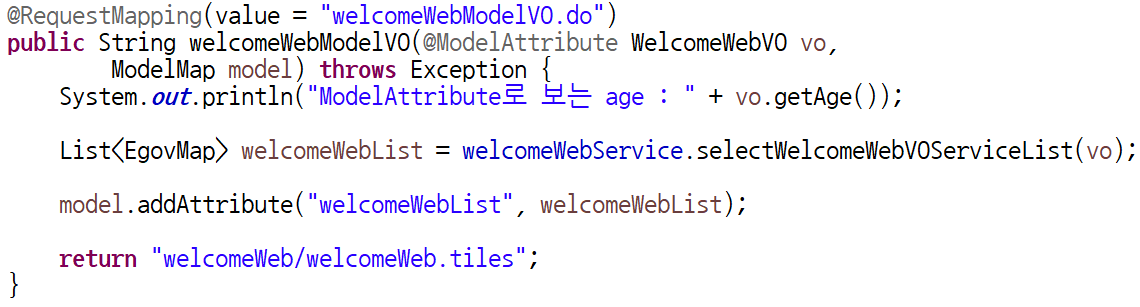 @RequestMapping(value = "welcomeWebModelVO.do")
public String welcomeWebModelVO(@ModelAttribute WelcomeWebVO vo,
        ModelMap model) throws Exception {
    System.out.println("ModelAttribute로 보는 age : " + vo.getAge());

    List<EgovMap> welcomeWebList = welcomeWebService.selectWelcomeWebVOServiceList(vo);

    model.addAttribute("welcomeWebList", welcomeWebList);

    return "welcomeWeb/welcomeWeb.tiles";
}